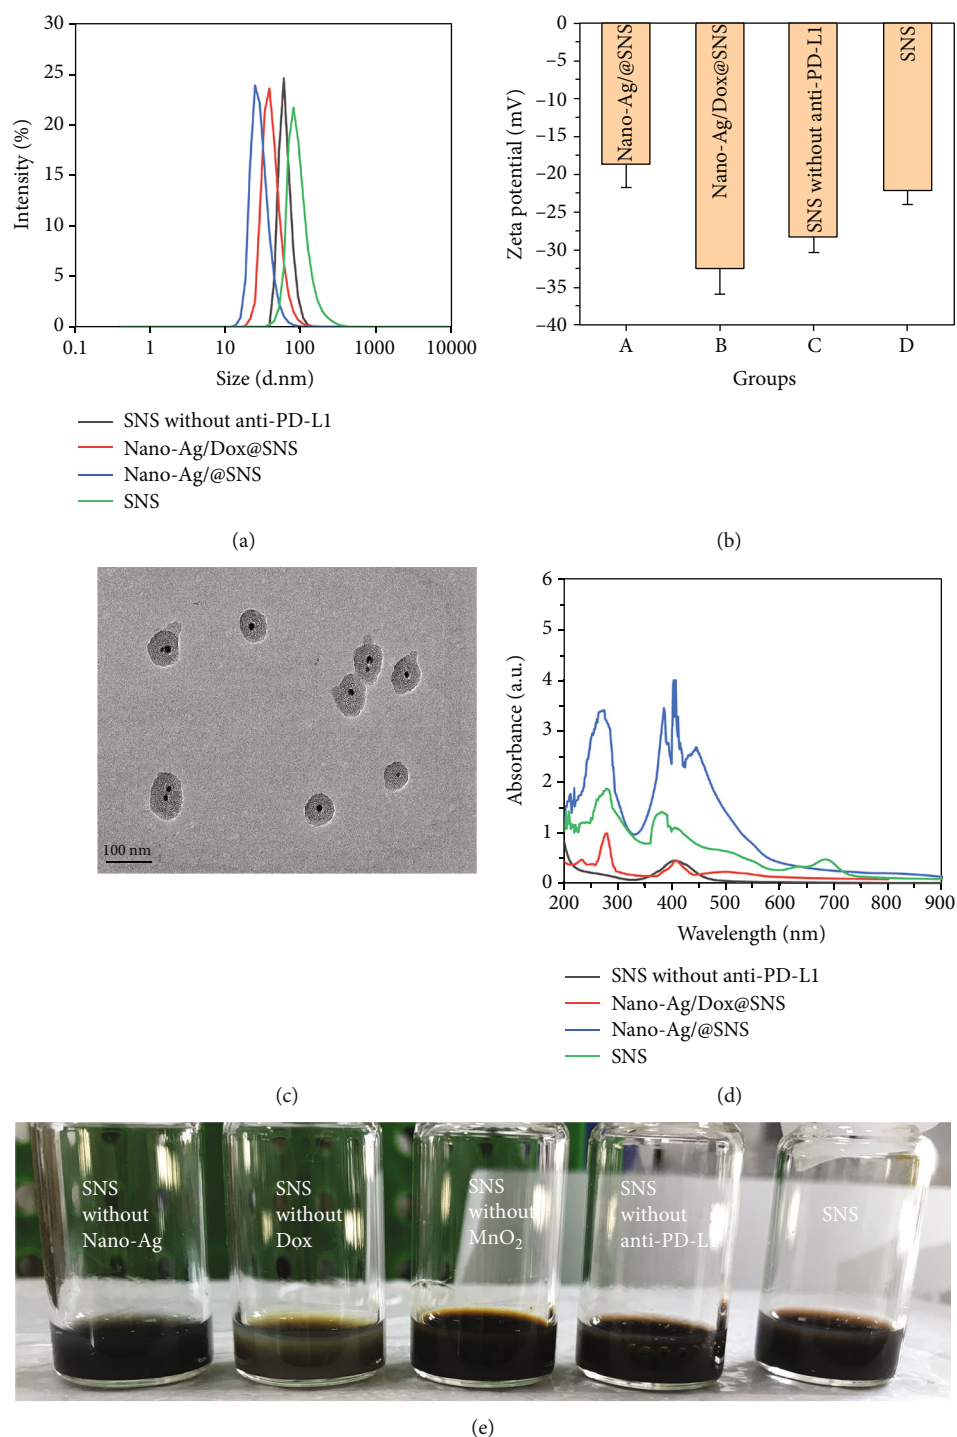 (a)
30
25
20
15
10
5
0
Intensity (%)
0.1 1 10 100 1000 10000
Size (d.nm)
SNS without anti-PD-L1
Nano-Ag/Dox@SNS
Nano-Ag/@SNS
SNS
(b)
0
−5
−10
−15
−20
−25
−30
−35
−40
Zeta potential (mV)
Nano-Ag/@SNS
Nano-Ag/Dox@SNS
SNS without anti-PD-L1
SNS
A B C D
Groups
(c)
100 nm
(d)
6
5
4
3
2
1
0
Absorbance (a.u.)
200 300 400 500 600 700 800 900
Wavelength (nm)
SNS without anti-PD-L1
Nano-Ag/Dox@SNS
Nano-Ag/@SNS
SNS
SNS
without
Nano-Ag
SNS
without
Dox
SNS
without
MnO₂
SNS
without
anti-PD-L1
SNS
(e)